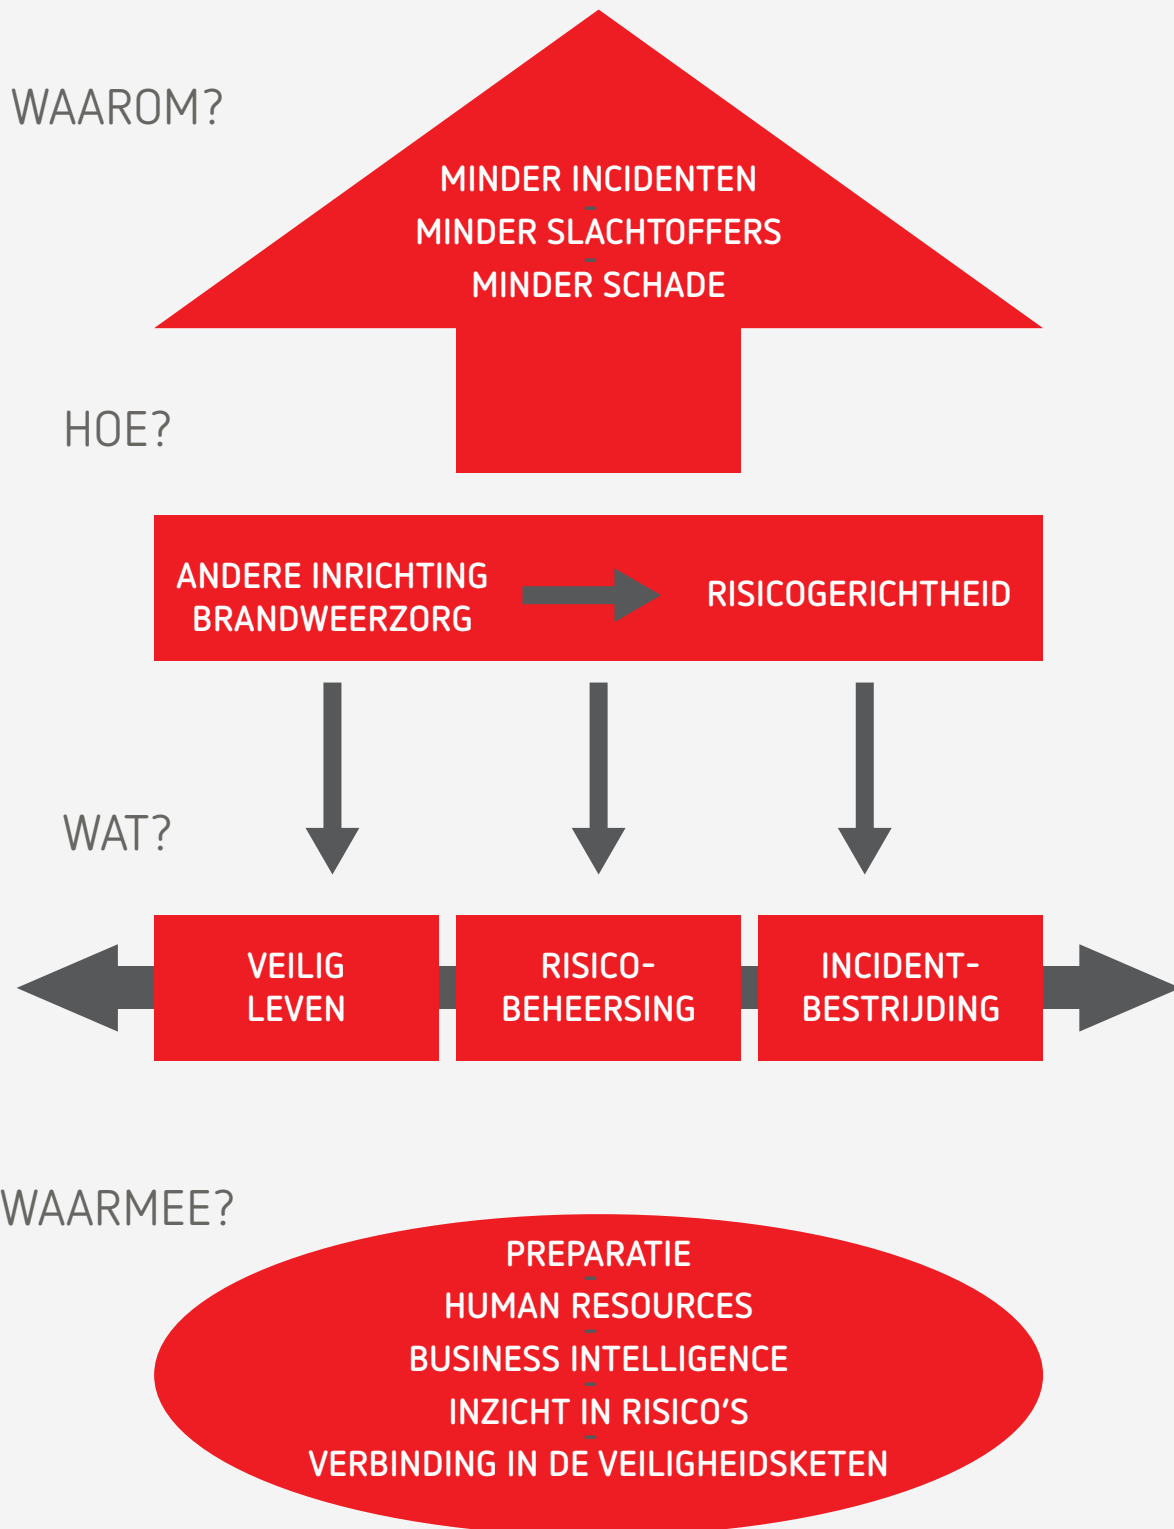 WAAROM?
MINDER INCIDENTEN
-
MINDER SLACHTOFFERS
-
MINDER SCHADE
HOE?
ANDERE INRICHTING
BRANDWEERZORG
RISICOGERICHTHEID
WAT?
VEILIG
LEVEN
RISICO-
BEHEERSING
INCIDENT-
BESTRIJDING
WAARMEE?
PREPARATIE
-
HUMAN RESOURCES
-
BUSINESS INTELLIGENCE
-
INZICHT IN RISICO'S
-
VERBINDING IN DE VEILIGHEIDSKETEN